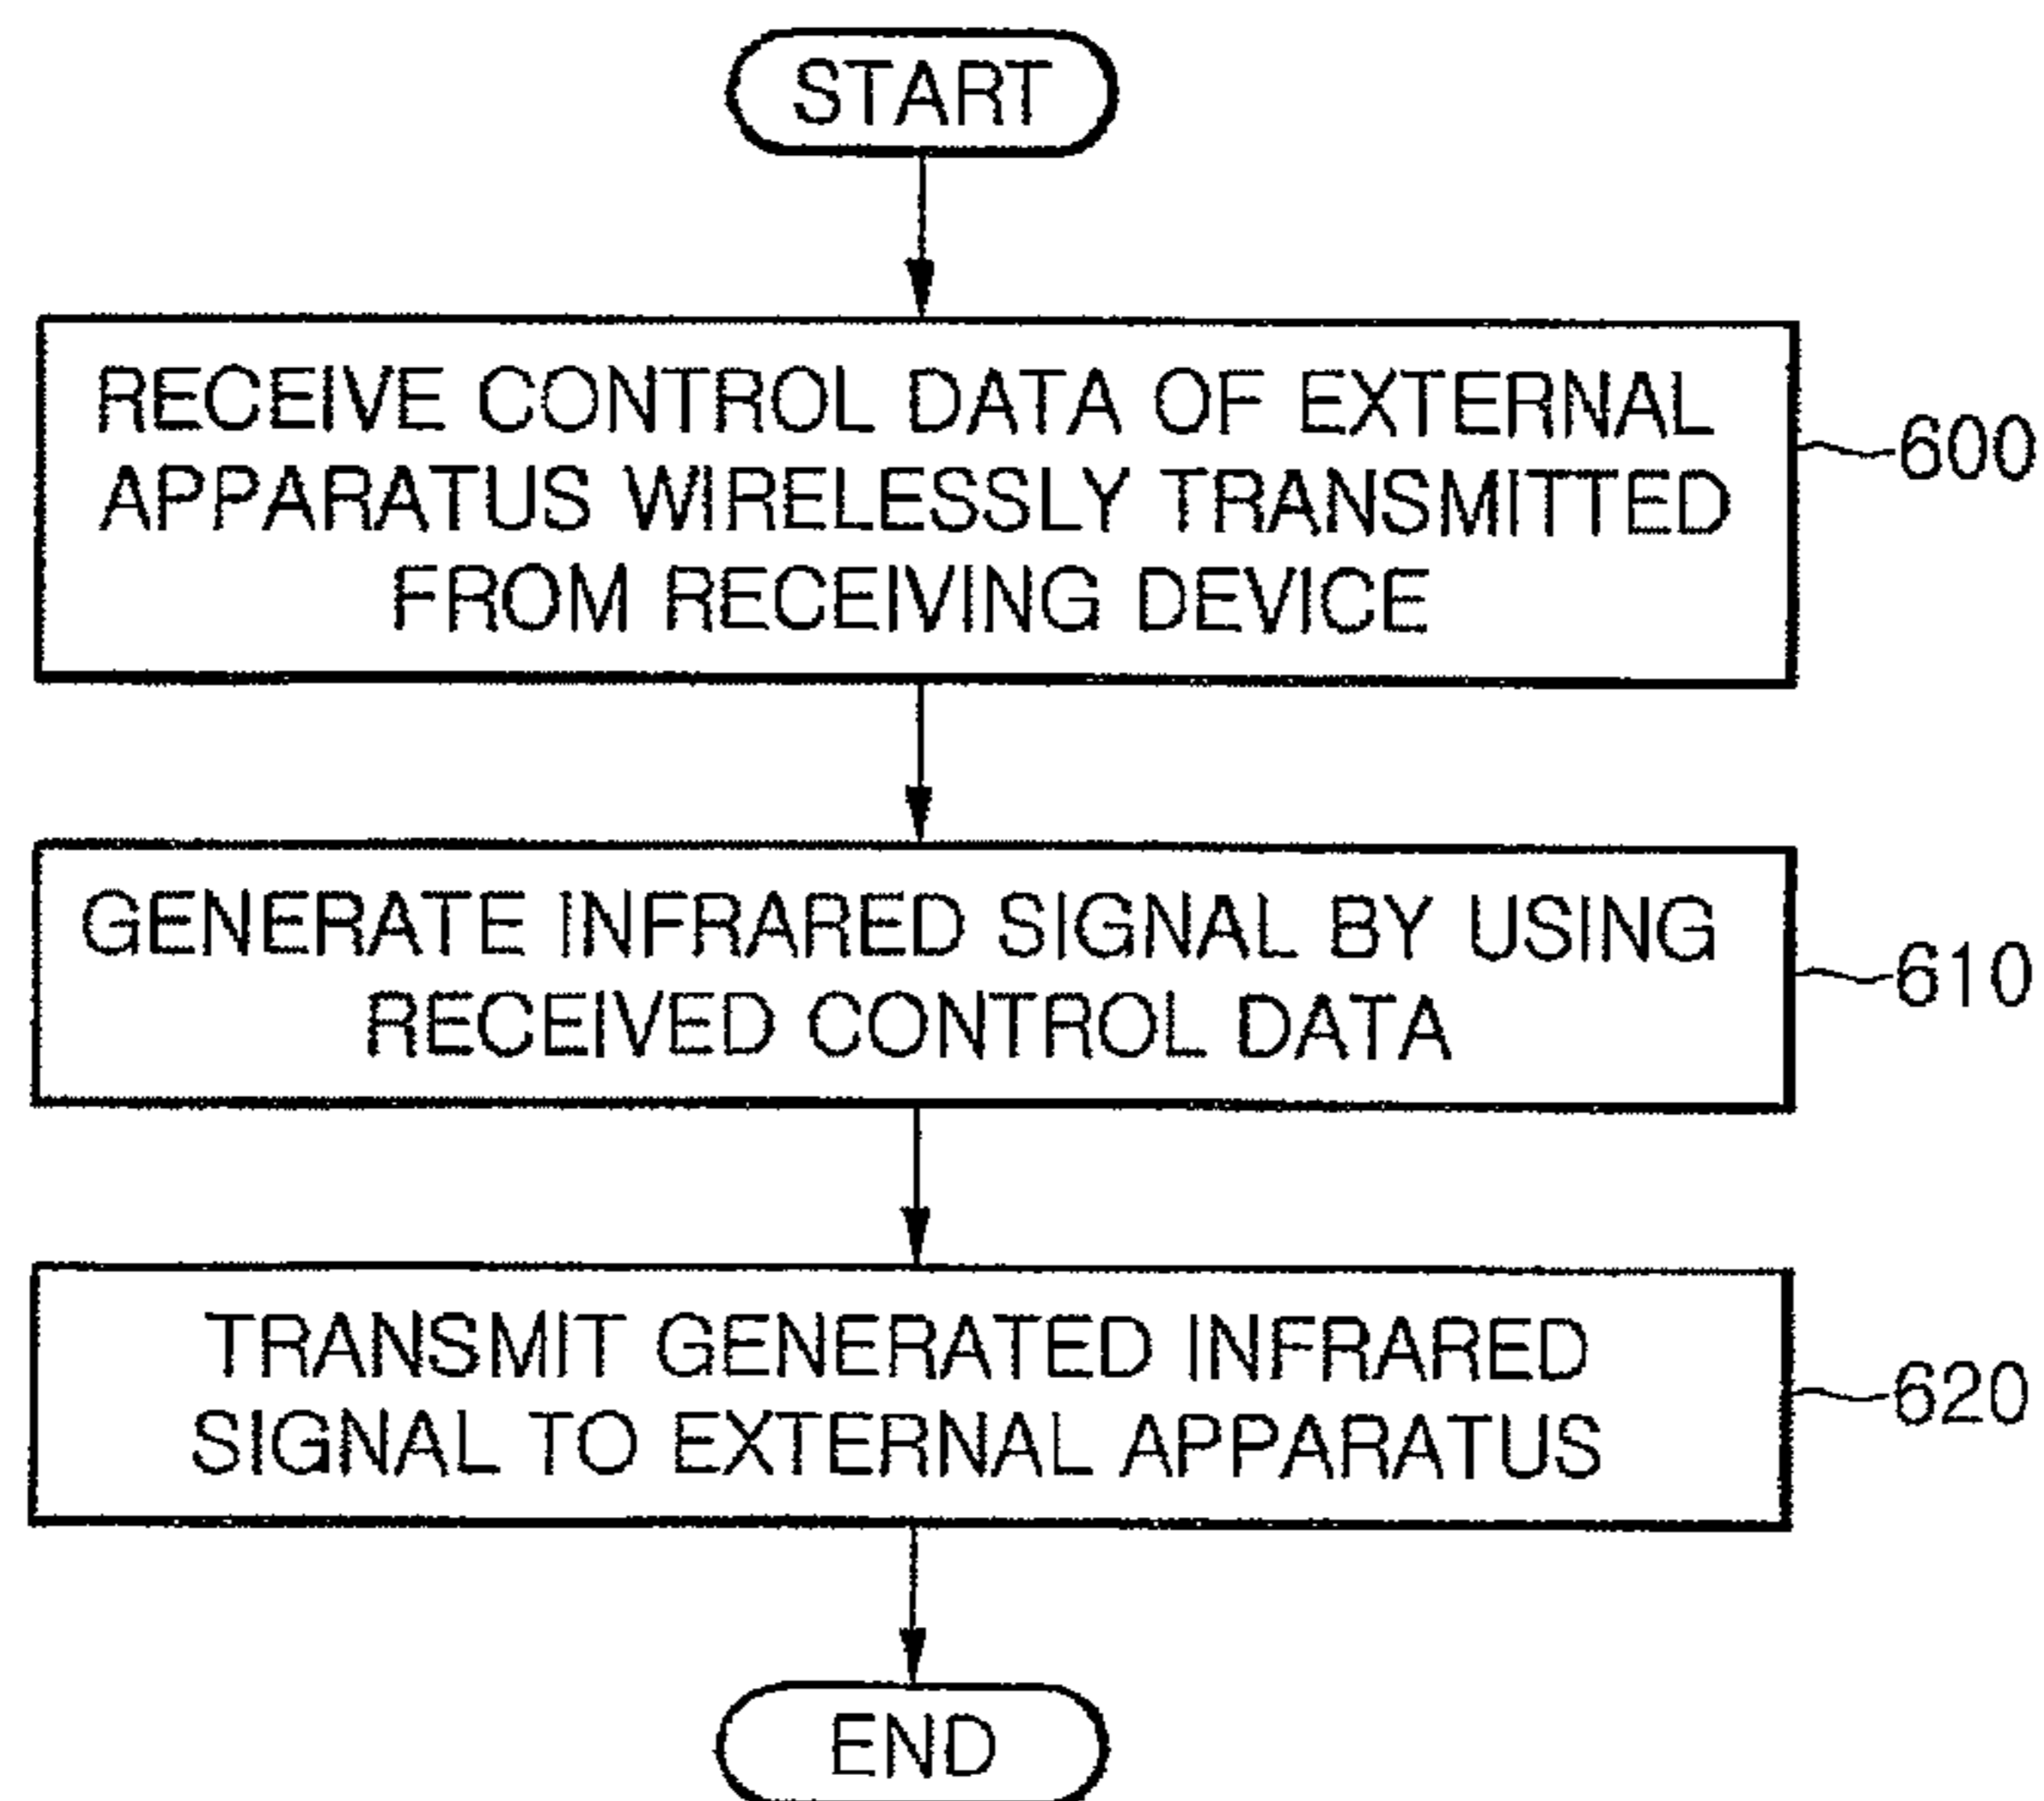 START
RECEIVE CONTROL DATA OF EXTERNAL
APPARATUS WIRELESSLY TRANSMITTED
FROM RECEIVING DEVICE
600
GENERATE INFRARED SIGNAL BY USING
RECEIVED CONTROL DATA
610
TRANSMIT GENERATED INFRARED
SIGNAL TO EXTERNAL APPARATUS
620
END